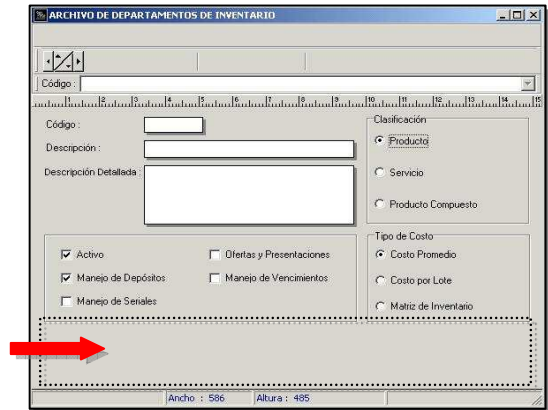 ARCHIVO DE DEPARTAMENTOS DE INVENTARIO
Código :
1 2 3 4 5 6 7 8 9 10 11 12 13 14 15
Código :
Clasificación
Producto
Descripción :
Descripción Detallada :
Servicio
Producto Compuesto
Tipo de Costo
Activo
Ofertas y Presentaciones
Costo Promedio
Manejo de Depósitos
Manejo de Vencimientos
Costo por Lote
Manejo de Seriales
Matriz de Inventario
Ancho : 586 Altura : 485